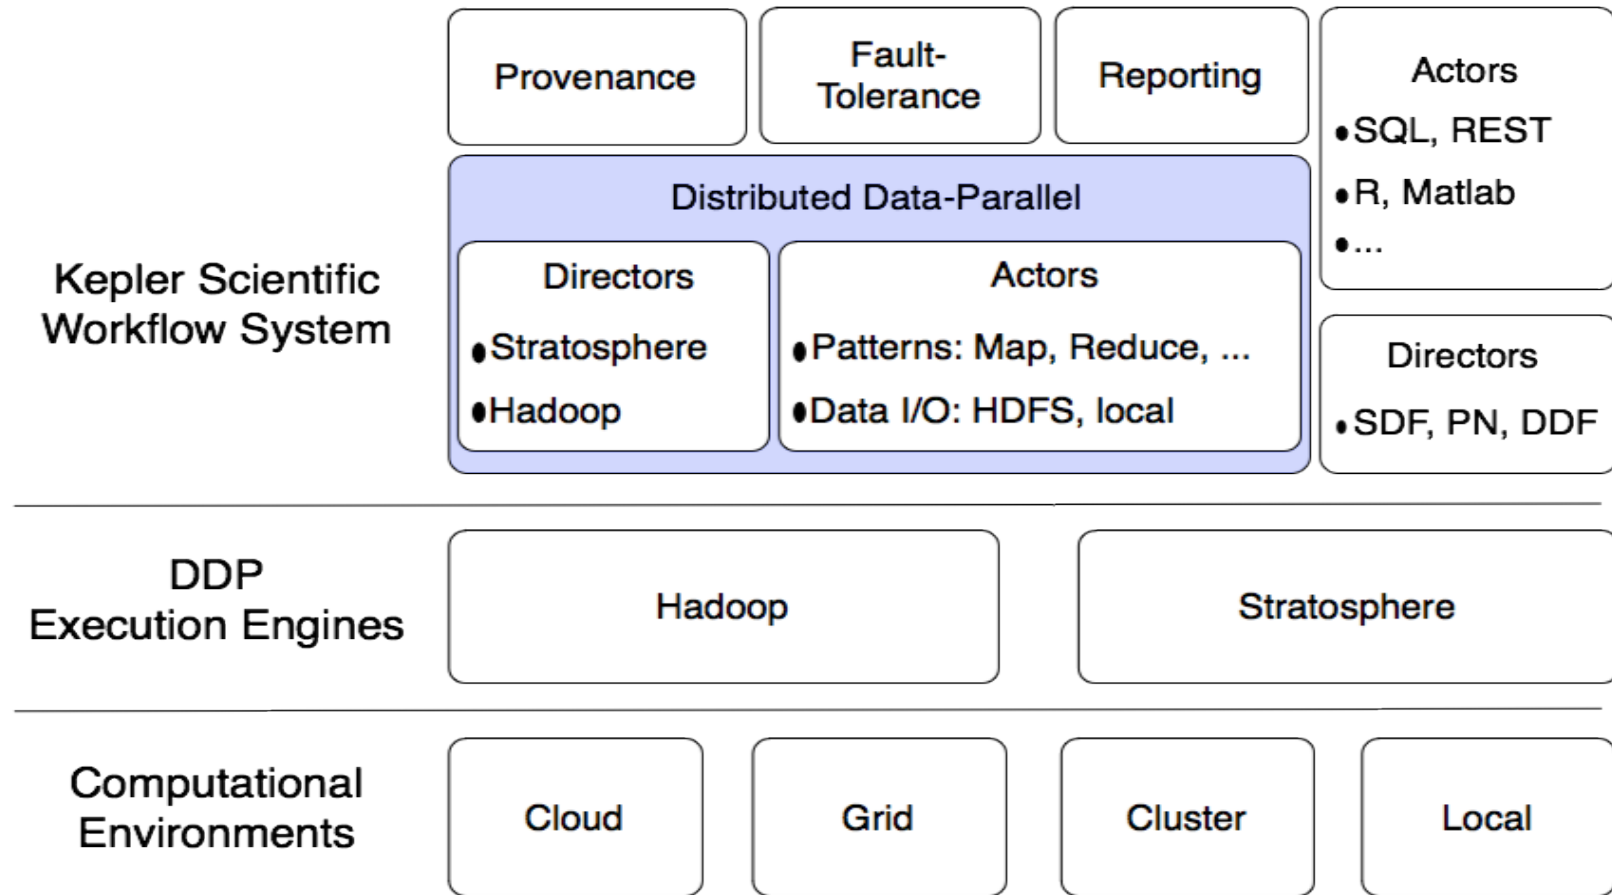 Kepler Scientific
Workflow System
Provenance
Fault-
Tolerance
Reporting
Distributed Data-Parallel
Directors
•Stratosphere
•Hadoop
Actors
•Patterns: Map, Reduce, ...
•Data I/O: HDFS, local
Actors
•SQL, REST
•R, Matlab
•...
Directors
•SDF, PN, DDF
DDP
Execution Engines
Hadoop
Stratosphere
Computational
Environments
Cloud
Grid
Cluster
Local